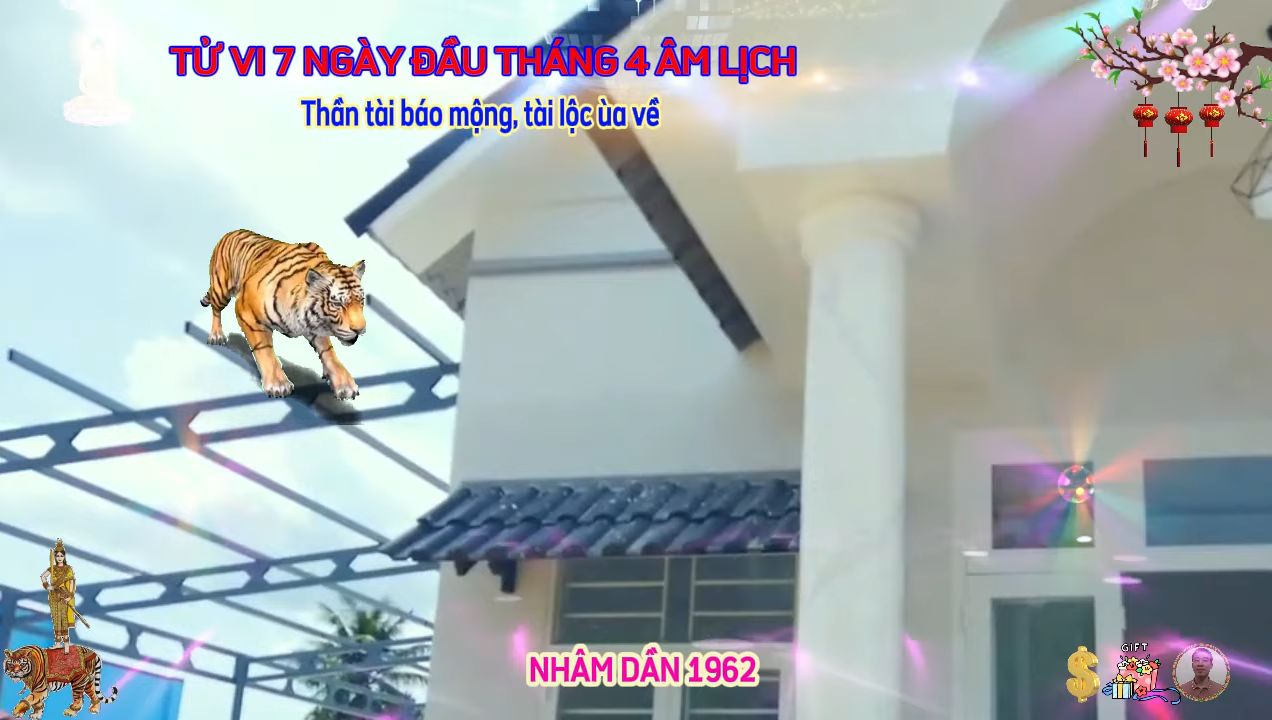 TỬ VI 7 NGÀY ĐẦU THÁNG 4 ÂM LỊCH
Thần tài báo mộng, tài lộc ùa về
NHÂM DẦN 1962
GIFT